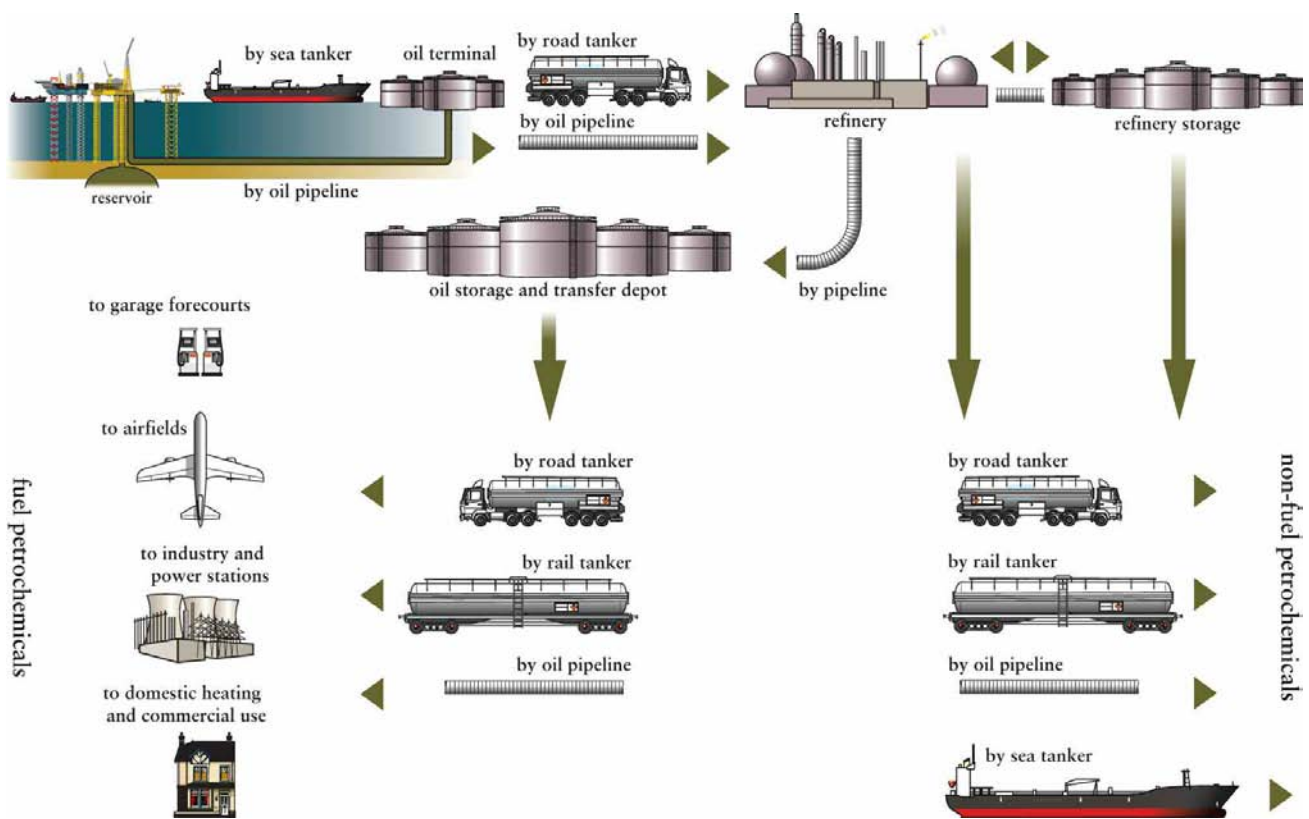 by sea tanker
oil terminal
by road tanker
by oil pipeline
refinery
refinery storage
reservoir
by oil pipeline
oil storage and transfer depot
by pipeline
to garage forecourts
to airfields
to industry and
power stations
to domestic heating
and commercial use
fuel petrochemicals
by road tanker
by rail tanker
by oil pipeline
by road tanker
by rail tanker
by oil pipeline
by sea tanker
non-fuel petrochemicals